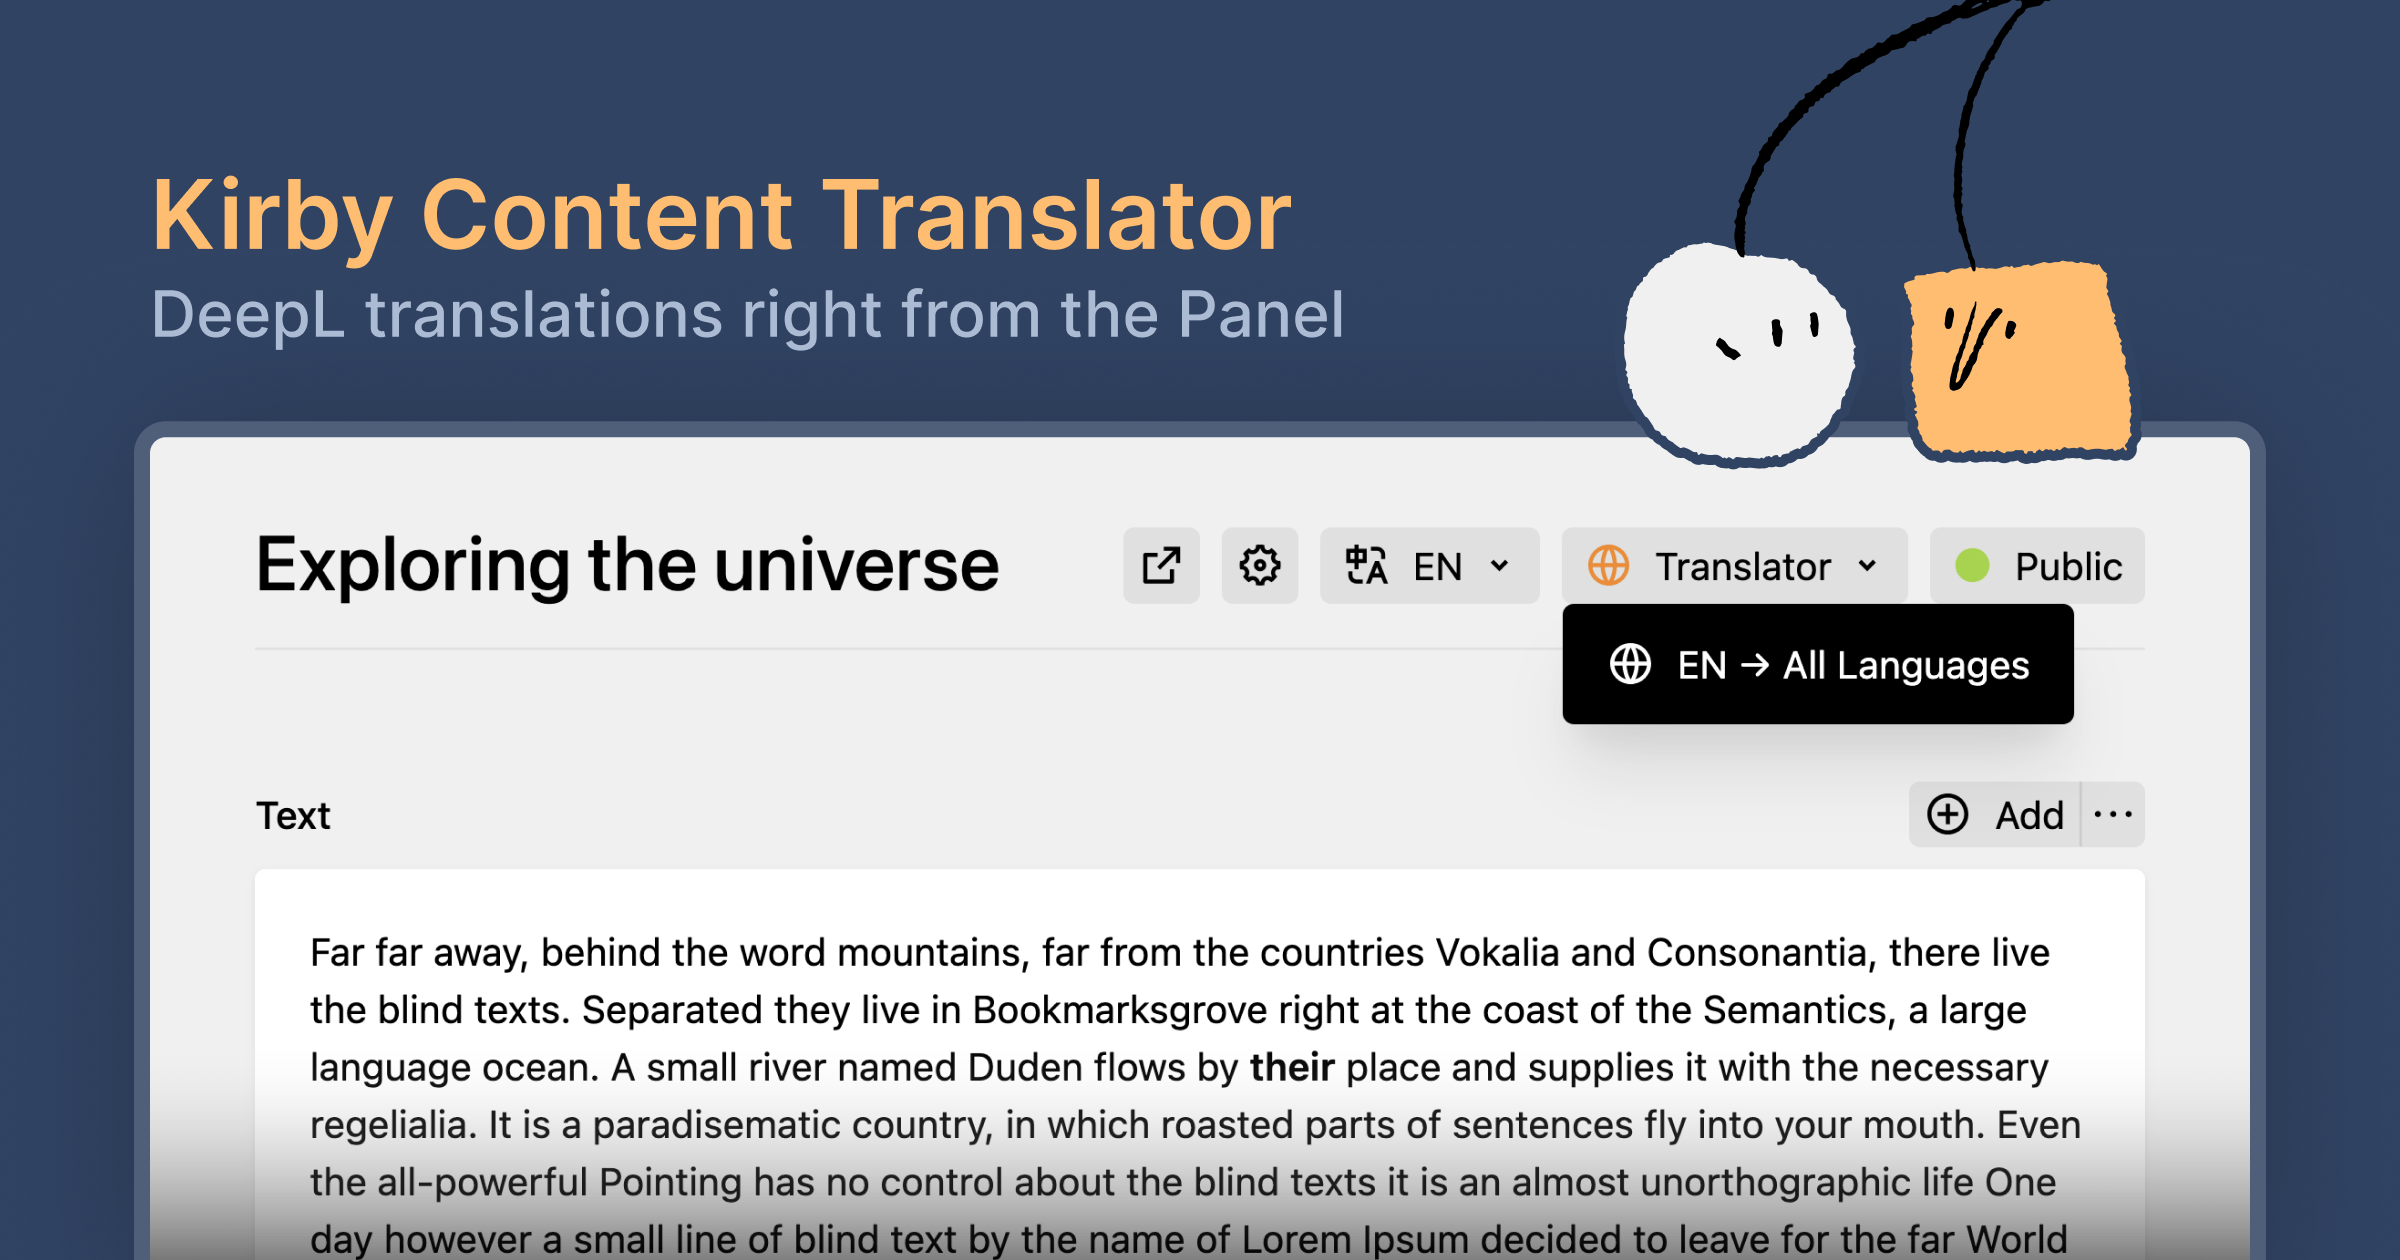 Kirby Content Translator
DeepL translations right from the Panel
Exploring the universe
EN
Translator
Public
EN → All Languages
Text
Add
Far far away, behind the word mountains, far from the countries Vokalia and Consonantia, there live
the blind texts. Separated they live in Bookmarksgrove right at the coast of the Semantics, a large
language ocean. A small river named Duden flows by their place and supplies it with the necessary
regelialia. It is a paradisematic country, in which roasted parts of sentences fly into your mouth. Even
the all-powerful Pointing has no control about the blind texts it is an almost unorthographic life One
day however a small line of blind text by the name of Lorem Ipsum decided to leave for the far World